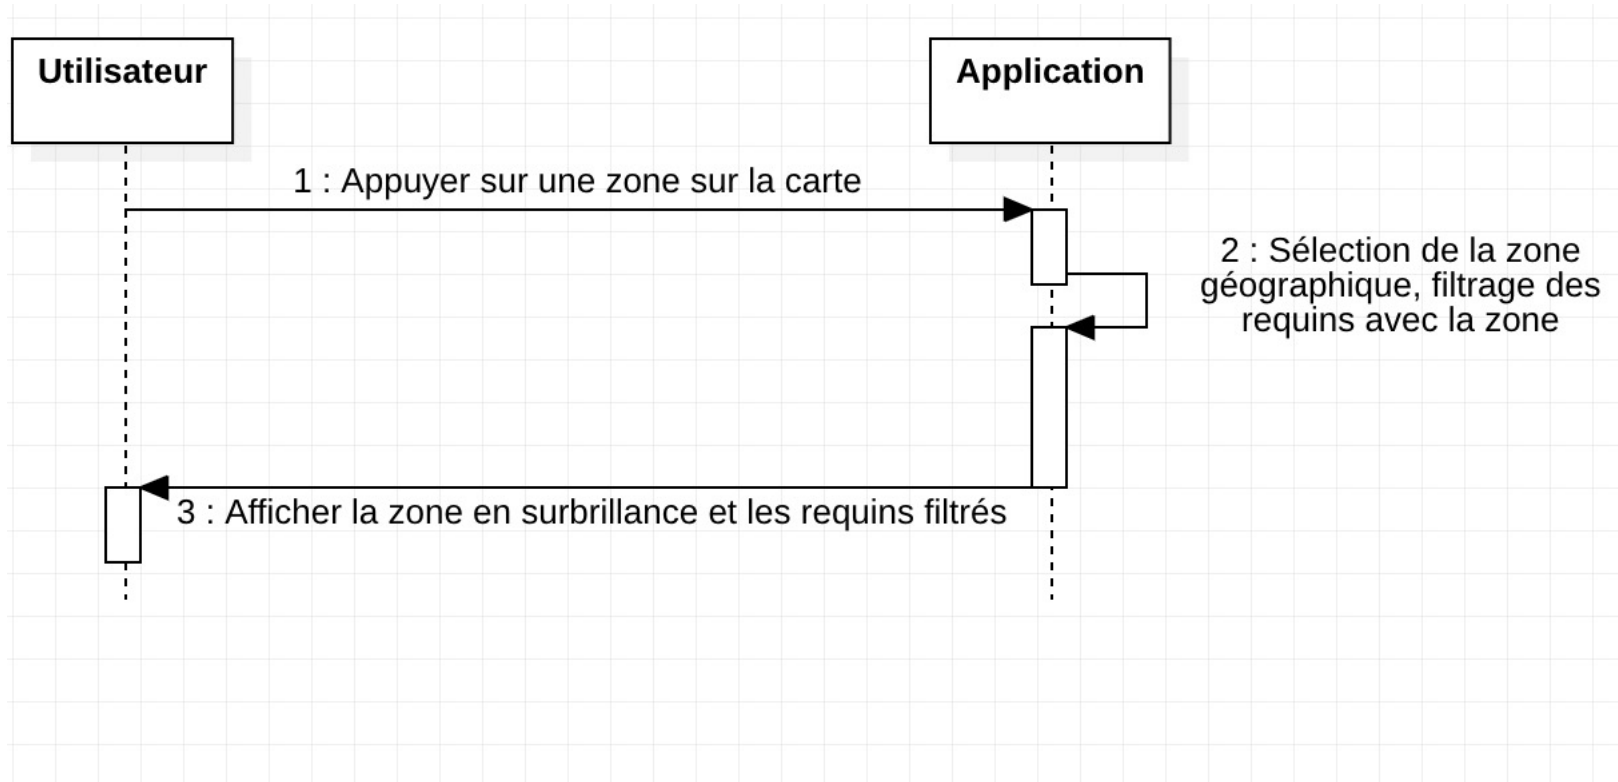 Utilisateur
Application
1 : Appuyer sur une zone sur la carte
2 : Sélection de la zone
géographique, filtrage des
requins avec la zone
3 : Afficher la zone en surbrillance et les requins filtrés